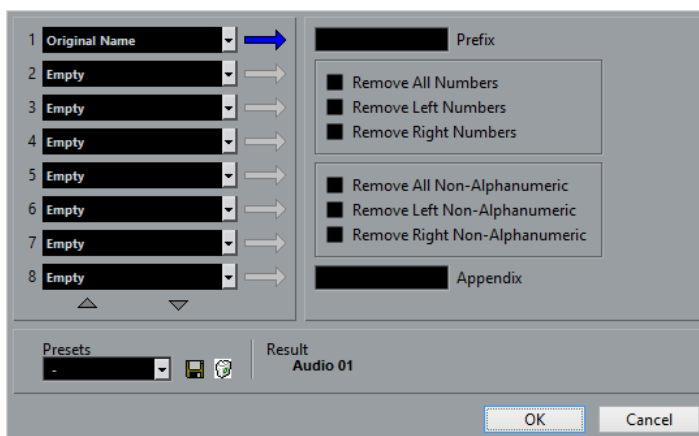 1 Original Name
2 Empty
3 Empty
4 Empty
5 Empty
6 Empty
7 Empty
8 Empty
Prefix
Remove All Numbers
Remove Left Numbers
Remove Right Numbers
Remove All Non-Alphanumeric
Remove Left Non-Alphanumeric
Remove Right Non-Alphanumeric
Appendix
Presets
-
Result
Audio 01
OK
Cancel